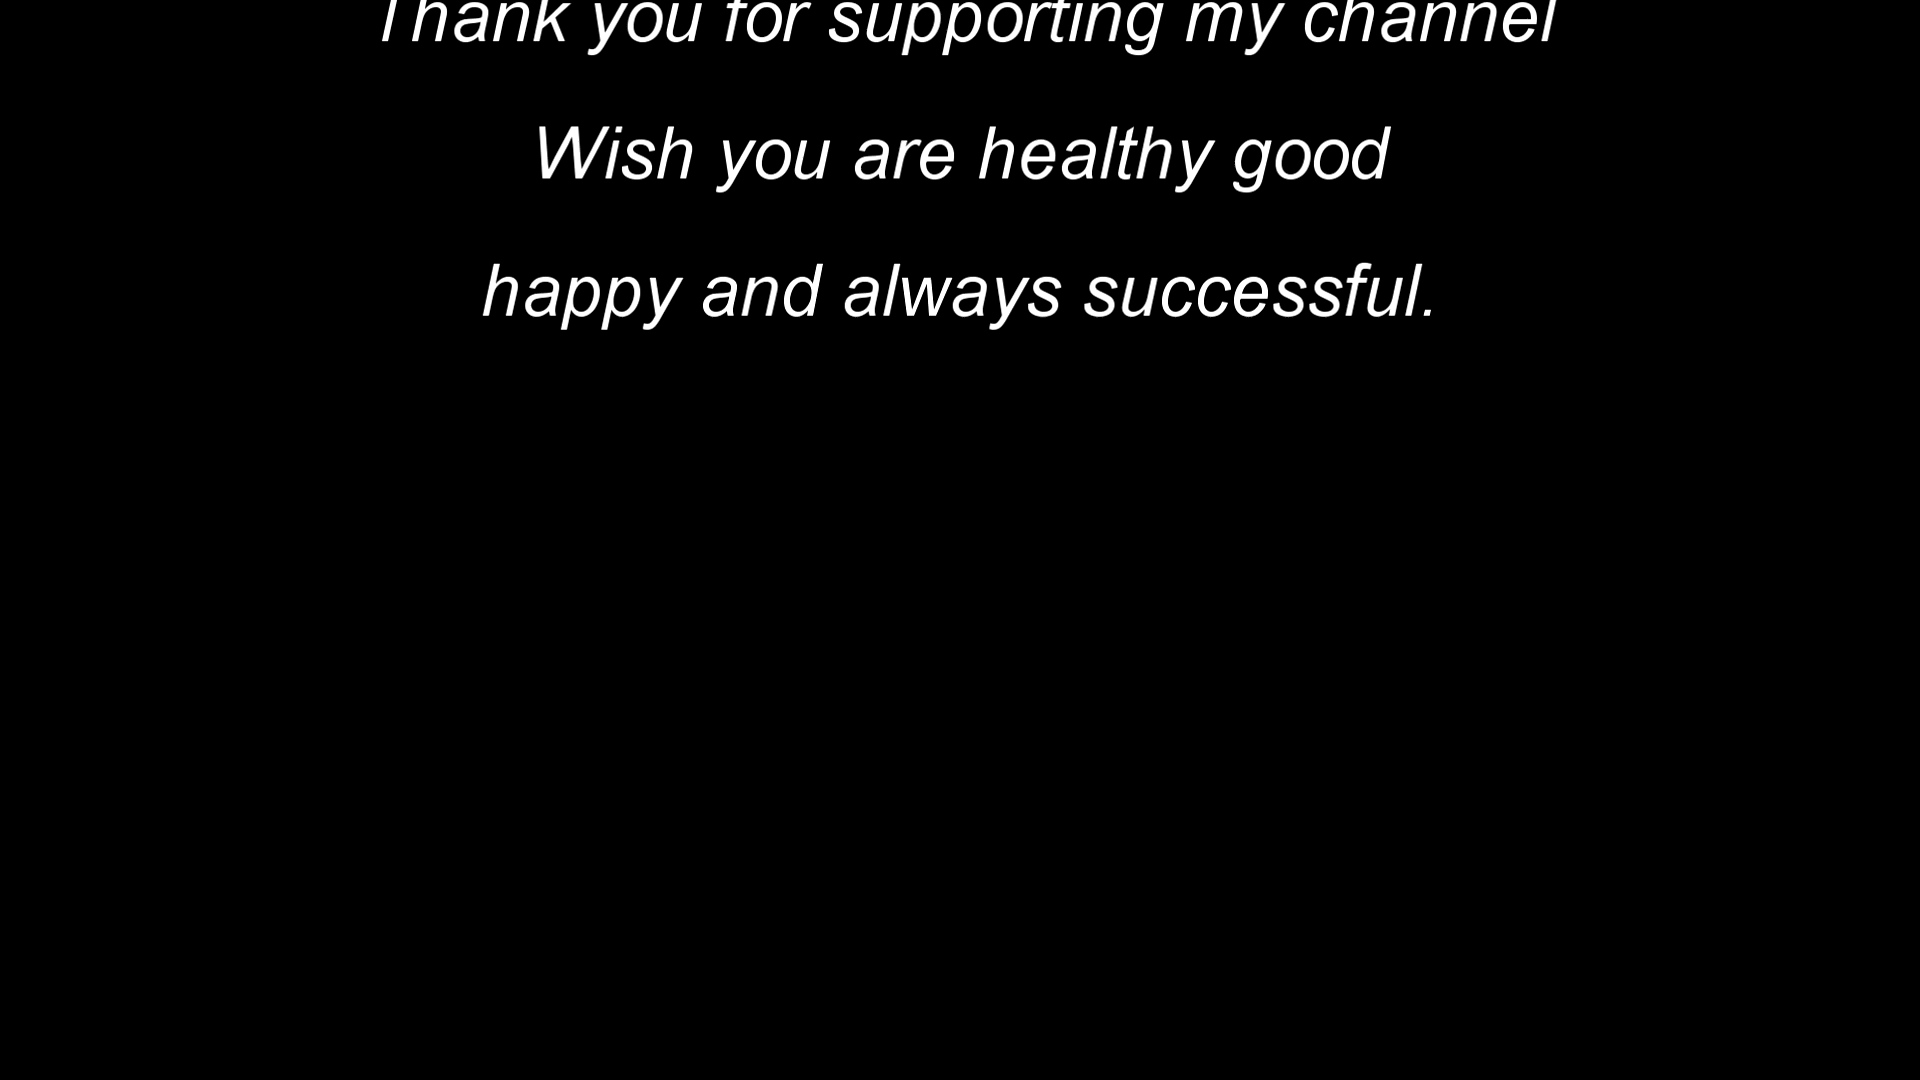 Thank you for supporting my channel
Wish you are healthy good
happy and always successful.